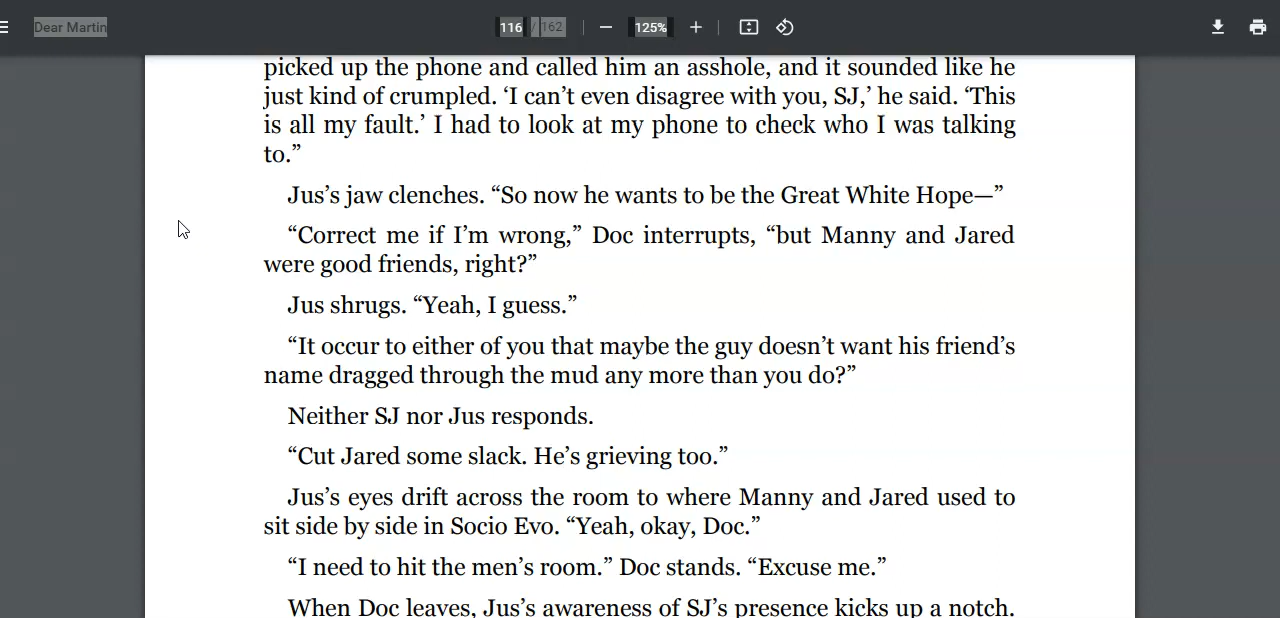 Dear Martin
116 / 162
125%
picked up the phone and called him an asshole, and it sounded like he
just kind of crumpled. ‘I can’t even disagree with you, SJ,’ he said. ‘This
is all my fault.’ I had to look at my phone to check who I was talking
to.”
Jus’s jaw clenches. “So now he wants to be the Great White Hope—”
“Correct me if I’m wrong,” Doc interrupts, “but Manny and Jared
were good friends, right?”
Jus shrugs. “Yeah, I guess.”
“It occur to either of you that maybe the guy doesn’t want his friend’s
name dragged through the mud any more than you do?”
Neither SJ nor Jus responds.
“Cut Jared some slack. He’s grieving too.”
Jus’s eyes drift across the room to where Manny and Jared used to
sit side by side in Socio Evo. “Yeah, okay, Doc.”
“I need to hit the men’s room.” Doc stands. “Excuse me.”
When Doc leaves, Jus’s awareness of SJ’s presence kicks up a notch.